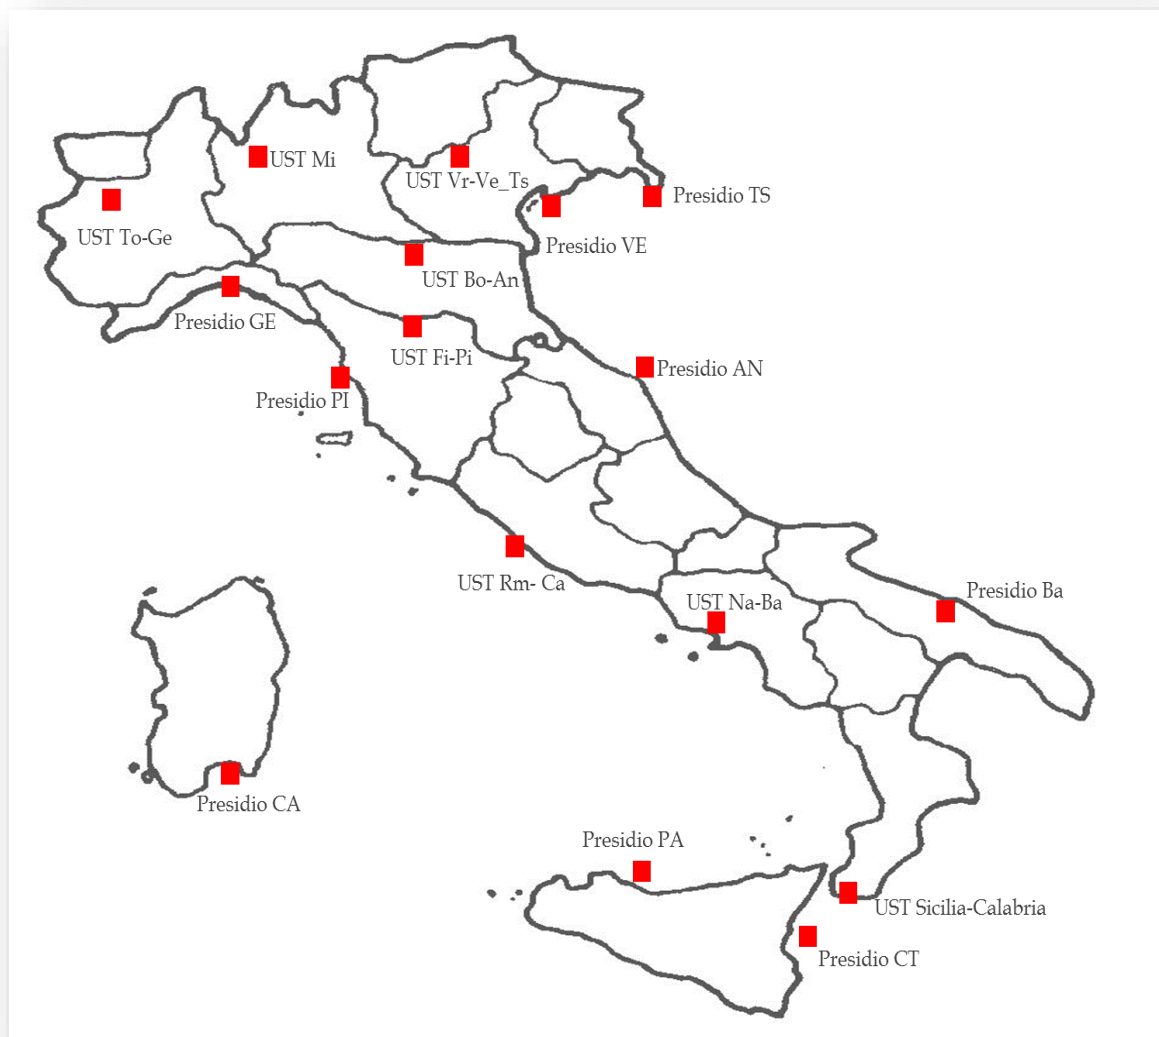 UST Mi
UST Vr-Ve_Ts
Presidio TS
UST To-Ge
Presidio VE
UST Bo-An
Presidio GE
UST Fi-Pi
Presidio AN
Presidio PI
UST Rm- Ca
Presidio Ba
UST Na-Ba
Presidio CA
Presidio PA
UST Sicilia-Calabria
Presidio CT